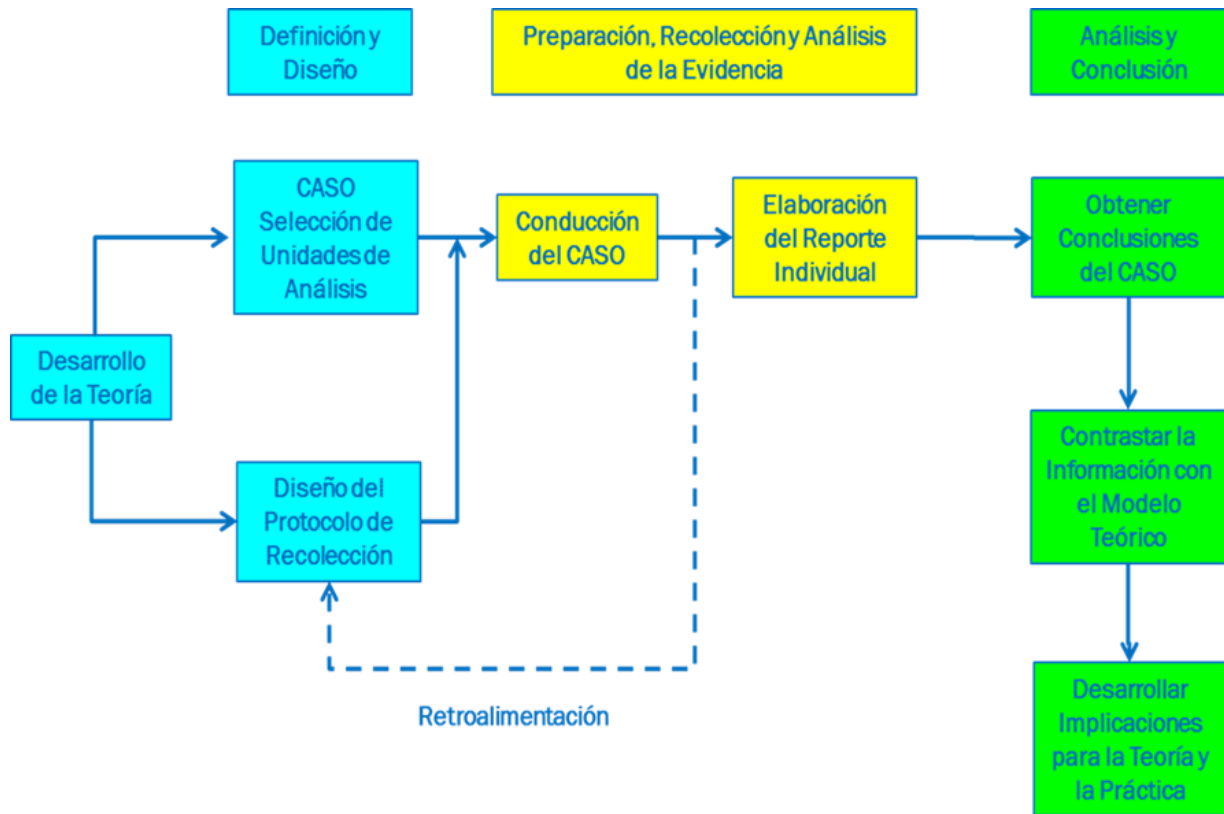 Definición y
Diseño
Preparación, Recolección y Análisis
de la Evidencia
Análisis y
Conclusión
CASO
Selección de
Unidades de
Análisis
Conducción
del CASO
Elaboración
del Reporte
Individual
Obtener
Conclusiones
del CASO
Desarrollo
de la Teoría
Diseño del
Protocolo de
Recolección
Contrastar la
Información con
el Modelo
Teórico
Retroalimentación
Desarrollar
Implicaciones
para la Teoría y
la Práctica